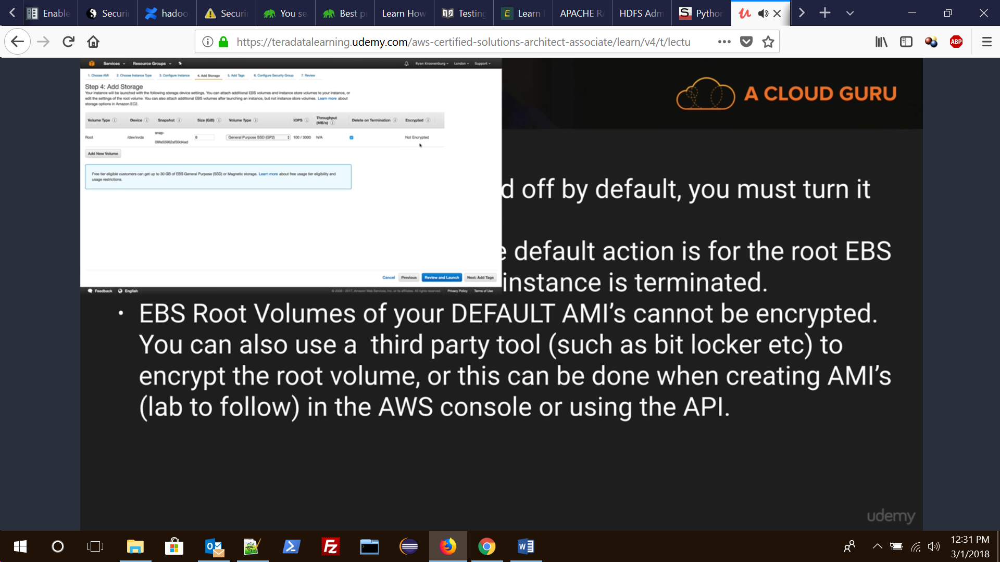 Enable
Securi
hadoo
Securi
You se
Best p
Learn How
Testing
E
Learn
APACHE R
HDFS Adm
S
Pytho
https://teradatalearning.udemy.com/aws-certified-solutions-architect-associate/learn/v4/t/lectu
ABP
Services
Resource Groups
Ryan Kroonenburg
London
Support
1. Choose AMI
2. Choose Instance Type
3. Configure Instance
4. Add Storage
5. Add Tags
6. Configure Security Group
7. Review
Step 4: Add Storage
Your instance will be launched with the following storage device settings. You can attach additional EBS volumes and instance store volumes to your instance, or
edit the settings of the root volume. You can also attach additional EBS volumes after launching an instance, but not instance store volumes. Learn more about
storage options in Amazon EC2.
Volume Type
Device
Snapshot
Size (GiB)
Volume Type
IOPS
Throughput
(MB/s)
Delete on Termination
Encrypted
Root
/dev/xvda
snap-
09fe55962af30d4ad
8
General Purpose SSD (GP2)
100 / 3000
N/A
Not Encrypted
Add New Volume
Free tier eligible customers can get up to 30 GB of EBS General Purpose (SSD) or Magnetic storage. Learn more about free usage tier eligibility and
usage restrictions.
Cancel
Previous
Review and Launch
Next: Add Tags
Feedback
English
© 2008 - 2017, Amazon Web Services, Inc. or its affiliates. All rights reserved.
Privacy Policy
Terms of Use
A CLOUD GURU
d off by default, you must turn it
e default action is for the root EBS
instance is terminated.
• EBS Root Volumes of your DEFAULT AMI’s cannot be encrypted.
You can also use a third party tool (such as bit locker etc) to
encrypt the root volume, or this can be done when creating AMI’s
(lab to follow) in the AWS console or using the API.
udemy
12:31 PM
3/1/2018